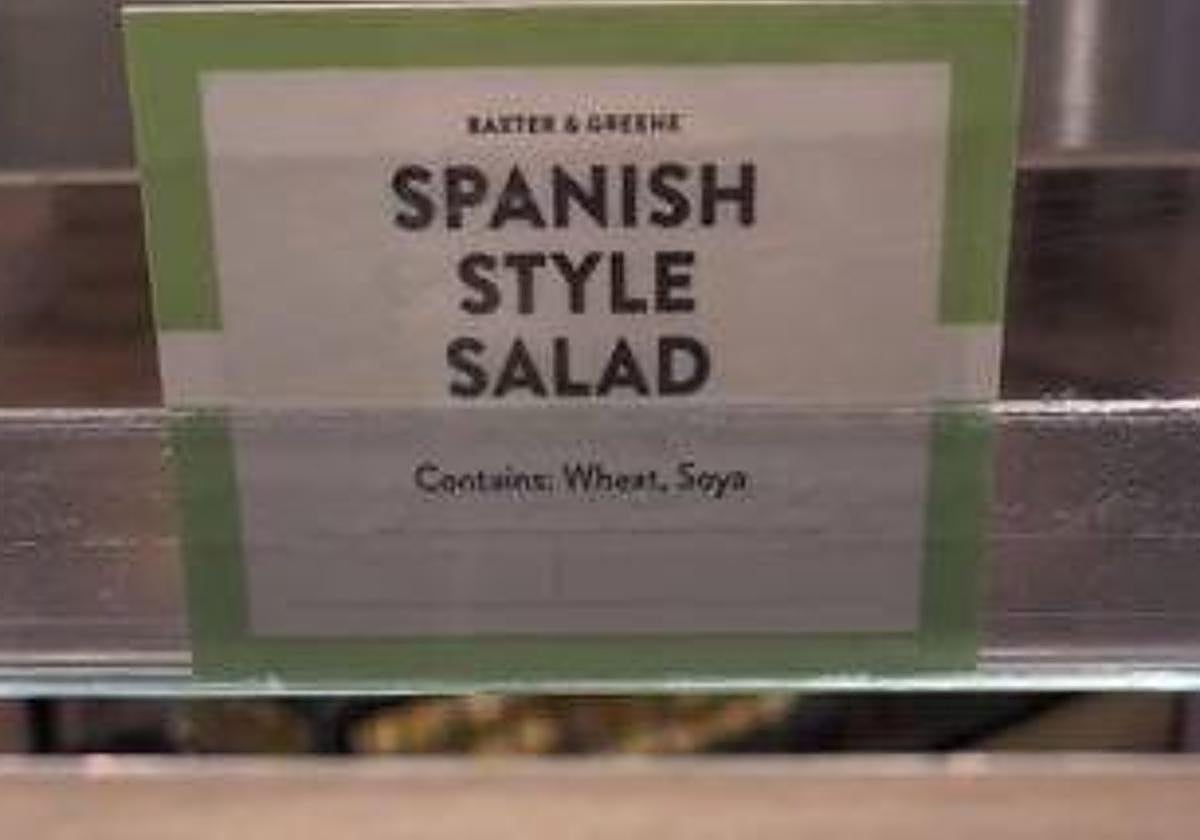 BAXTER & GREENE
SPANISH
STYLE
SALAD
Contains: Wheat, Soya